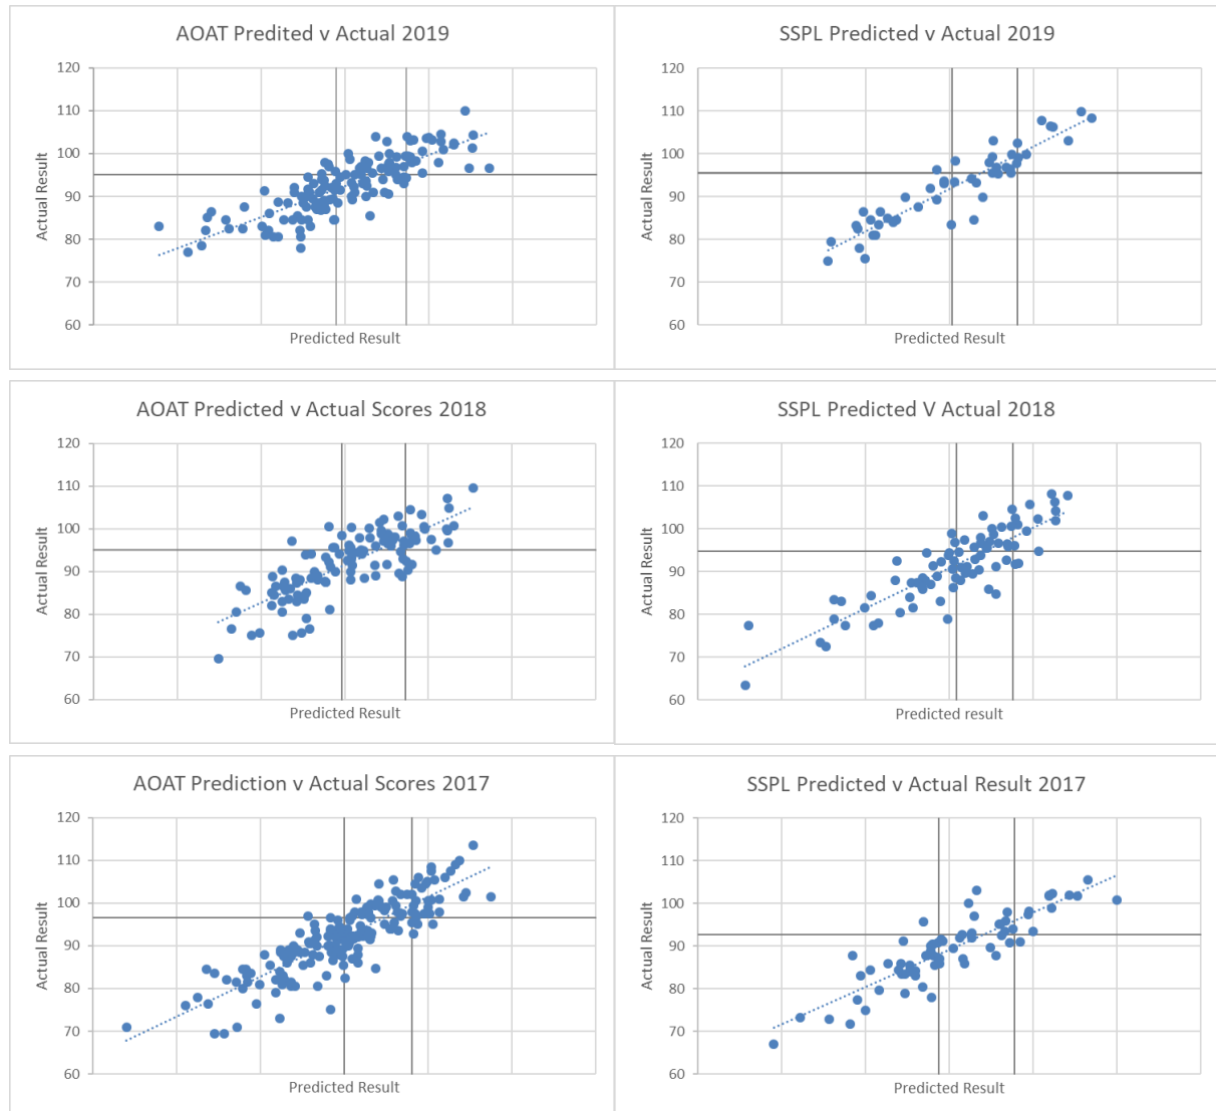 AOAT Predited v Actual 2019
120
110
100
90
80
70
60
Actual Result
Predicted Result
SSPL Predicted v Actual 2019
120
110
100
90
80
70
60
Actual Result
Predicted Result
AOAT Predicted v Actual Scores 2018
120
110
100
90
80
70
60
Actual Result
Predicted Result
SSPL Predicted V Actual 2018
120
110
100
90
80
70
60
Actual Result
Predicted result
AOAT Prediction v Actual Scores 2017
120
110
100
90
80
70
60
Actual Result
Predicted Result
SSPL Predicted v Actual Result 2017
120
110
100
90
80
70
60
Actual Result
Predicted Result